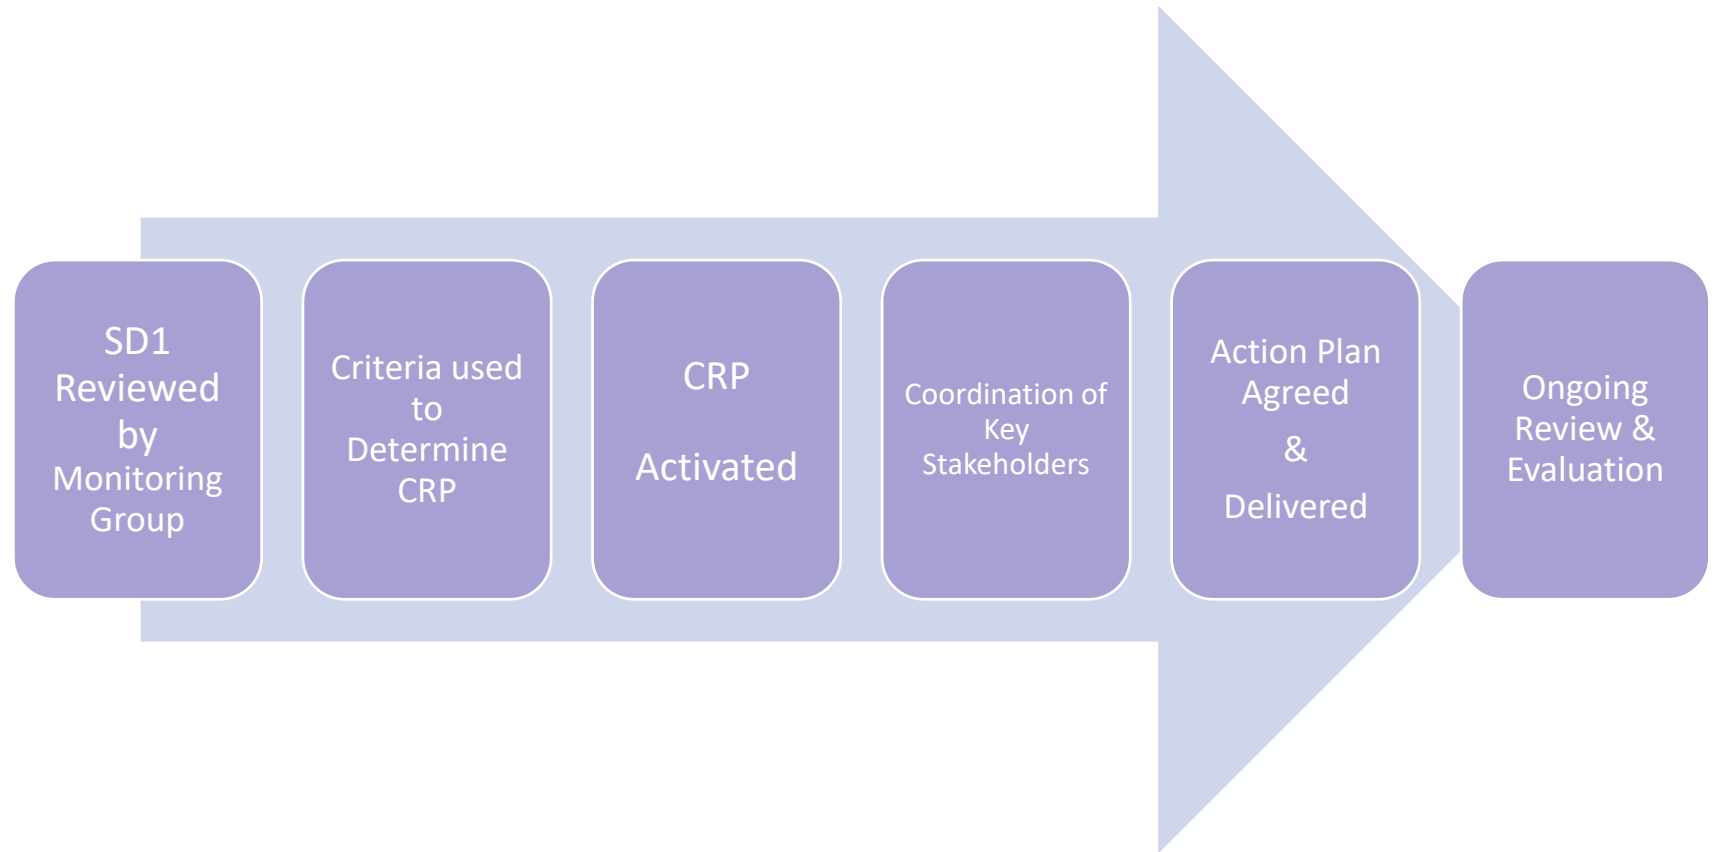 SD1
Reviewed
by
Monitoring
Group
Criteria used
to
Determine
CRP
CRP
Activated
Coordination of
Key
Stakeholders
Action Plan
Agreed
&
Delivered
Ongoing
Review &
Evaluation